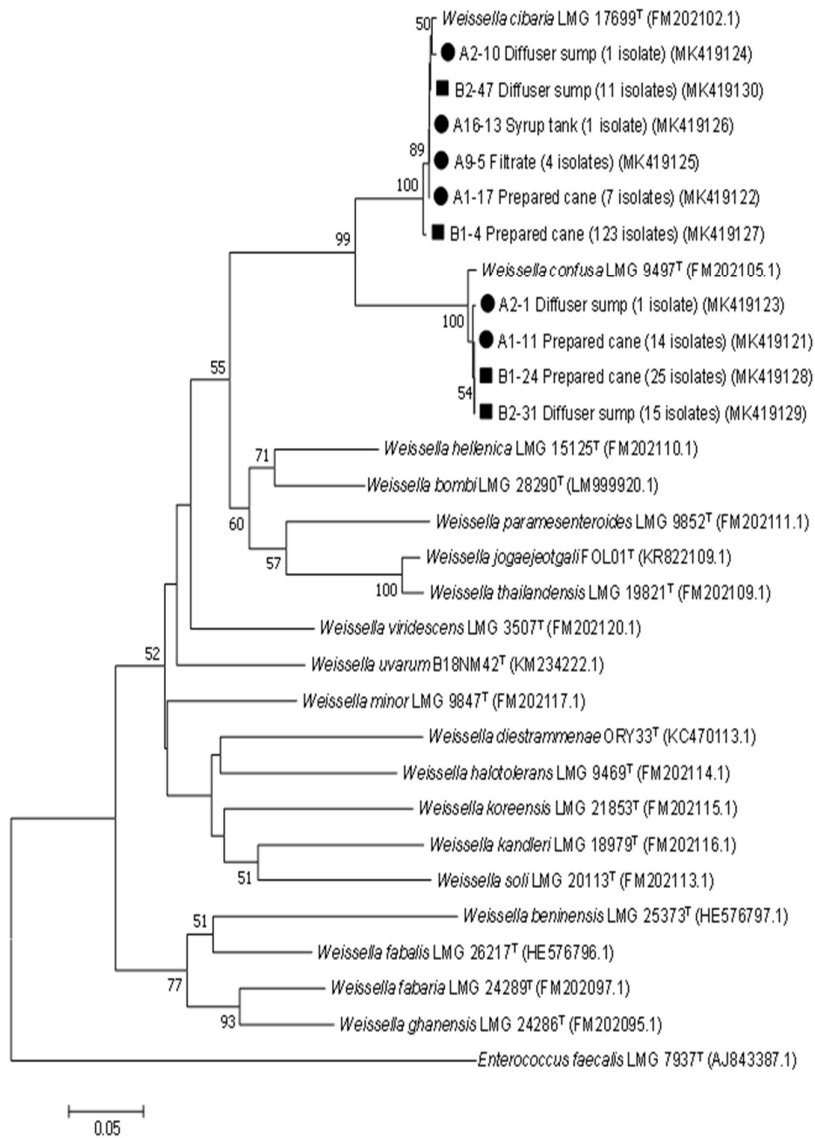 50
Weissella cibaria LMG 17699ᵀ (FM202102.1)
A2-10 Diffuser sump (1 isolate) (MK419124)
B2-47 Diffuser sump (11 isolates) (MK419130)
A16-13 Syrup tank (1 isolate) (MK419126)
89
A9-5 Filtrate (4 isolates) (MK419125)
100
A1-17 Prepared cane (7 isolates) (MK419122)
B1-4 Prepared cane (123 isolates) (MK419127)
99
Weissella confusa LMG 9497ᵀ (FM202105.1)
A2-1 Diffuser sump (1 isolate) (MK419123)
100
A1-11 Prepared cane (14 isolates) (MK419121)
55
B1-24 Prepared cane (25 isolates) (MK419128)
54
B2-31 Diffuser sump (15 isolates) (MK419129)
71
Weissella hellenica LMG 15125ᵀ (FM202110.1)
Weissella bombi LMG 28290ᵀ (LM999920.1)
60
Weissella paramesenteroides LMG 9852ᵀ (FM202111.1)
57
Weissella jogaejeotgali FOL01ᵀ (KR822109.1)
100
Weissella thailandensis LMG 19821ᵀ (FM202109.1)
Weissella viridescens LMG 3507ᵀ (FM202120.1)
52
Weissella uvarum B18NM42ᵀ (KM234222.1)
Weissella minor LMG 9847ᵀ (FM202117.1)
Weissella diestrammenae ORY33ᵀ (KC470113.1)
Weissella halotolerans LMG 9469ᵀ (FM202114.1)
Weissella koreensis LMG 21853ᵀ (FM202115.1)
Weissella kandleri LMG 18979ᵀ (FM202116.1)
51
Weissella soli LMG 20113ᵀ (FM202113.1)
51
Weissella beninensis LMG 25373ᵀ (HE576797.1)
Weissella fabalis LMG 26217ᵀ (HE576796.1)
77
Weissella fabaria LMG 24289ᵀ (FM202097.1)
93
Weissella ghanensis LMG 24286ᵀ (FM202095.1)
Enterococcus faecalis LMG 7937ᵀ (AJ843387.1)
0.05